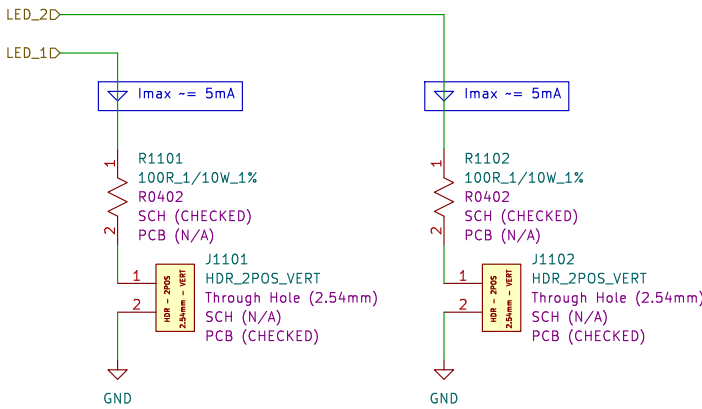 LED_2
LED_1
Imax ~= 5mA
Imax ~= 5mA
1
R1101
100R_1/10W_1%
R0402
SCH (CHECKED)
PCB (N/A)
2
1
R1102
100R_1/10W_1%
R0402
SCH (CHECKED)
PCB (N/A)
2
J1101
HDR_2POS_VERT
Through Hole (2.54mm)
SCH (N/A)
PCB (CHECKED)
1
2
HDR - 2POS
2.54mm - VERT
J1102
HDR_2POS_VERT
Through Hole (2.54mm)
SCH (N/A)
PCB (CHECKED)
1
2
HDR - 2POS
2.54mm - VERT
GND
GND